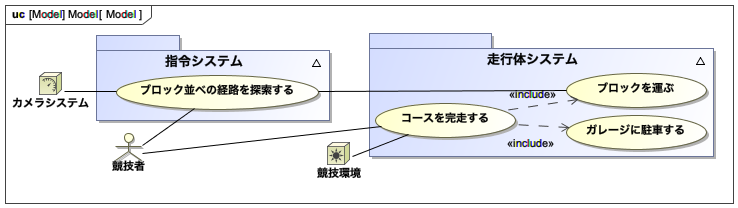 uc [Model] Model[ Model ]
指令システム
走行体システム
カメラシステム
ブロック並べの経路を探索する
ブロックを運ぶ
«include»
コースを完走する
ガレージに駐車する
«include»
競技者
競技環境